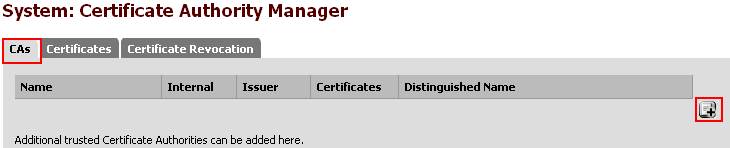 System: Certificate Authority Manager
CAs Certificates Certificate Revocation
Name Internal Issuer Certificates Distinguished Name
Additional trusted Certificate Authorities can be added here.